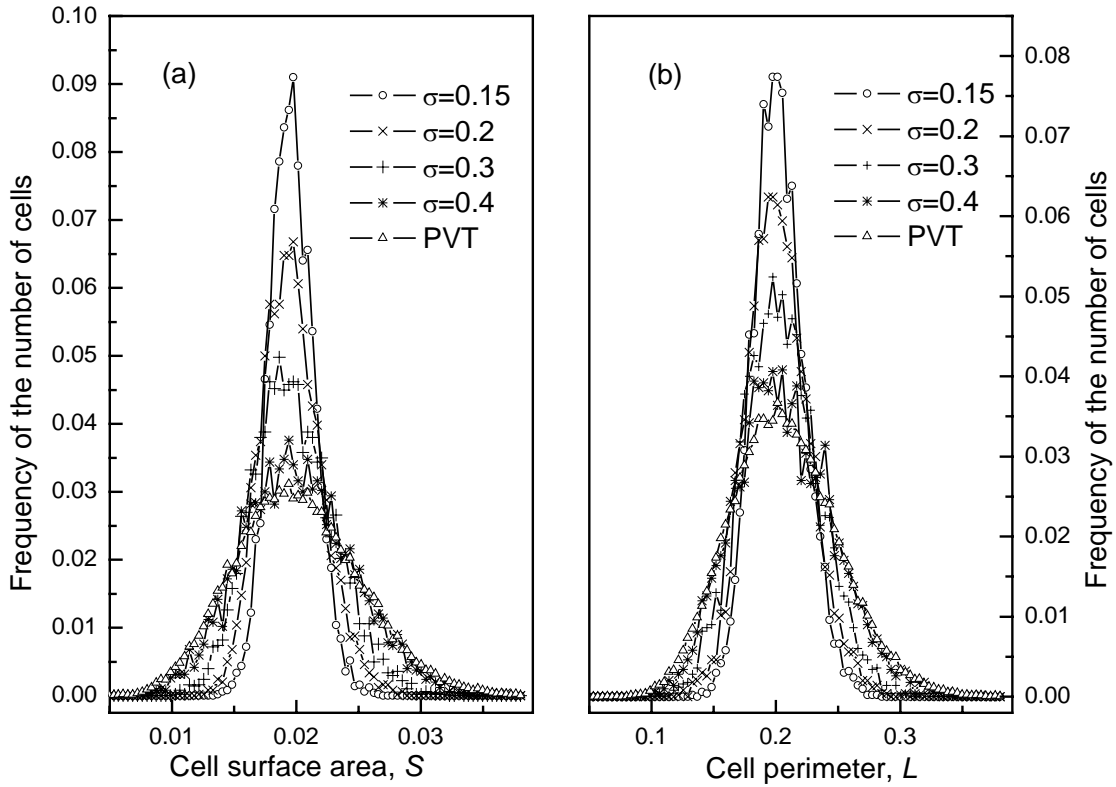 (a)
σ=0.15
σ=0.2
σ=0.3
σ=0.4
PVT
0.10
0.09
0.08
0.07
0.06
0.05
0.04
0.03
0.02
0.01
0.00
Frequency of the number of cells
0.01 0.02 0.03
Cell surface area, S
(b)
σ=0.15
σ=0.2
σ=0.3
σ=0.4
PVT
0.08
0.07
0.06
0.05
0.04
0.03
0.02
0.01
0.00
Frequency of the number of cells
0.1 0.2 0.3
Cell perimeter, L